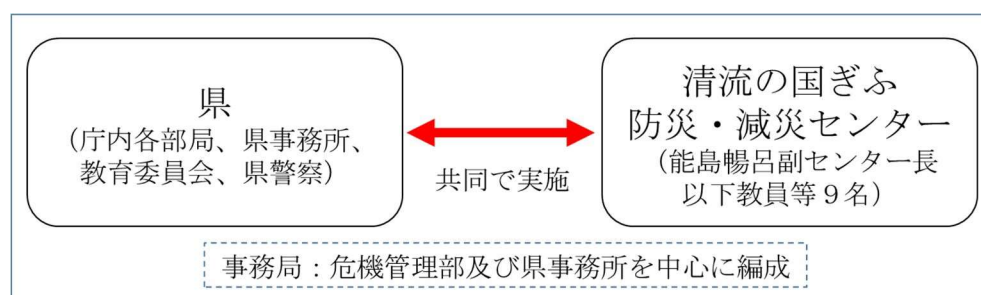 県
（庁内各部局、県事務所、
教育委員会、県警察）
共同で実施
清流の国ぎふ
防災・減災センター
（能島暢呂副センター長
以下教員等９名）
事務局：危機管理部及び県事務所を中心に編成